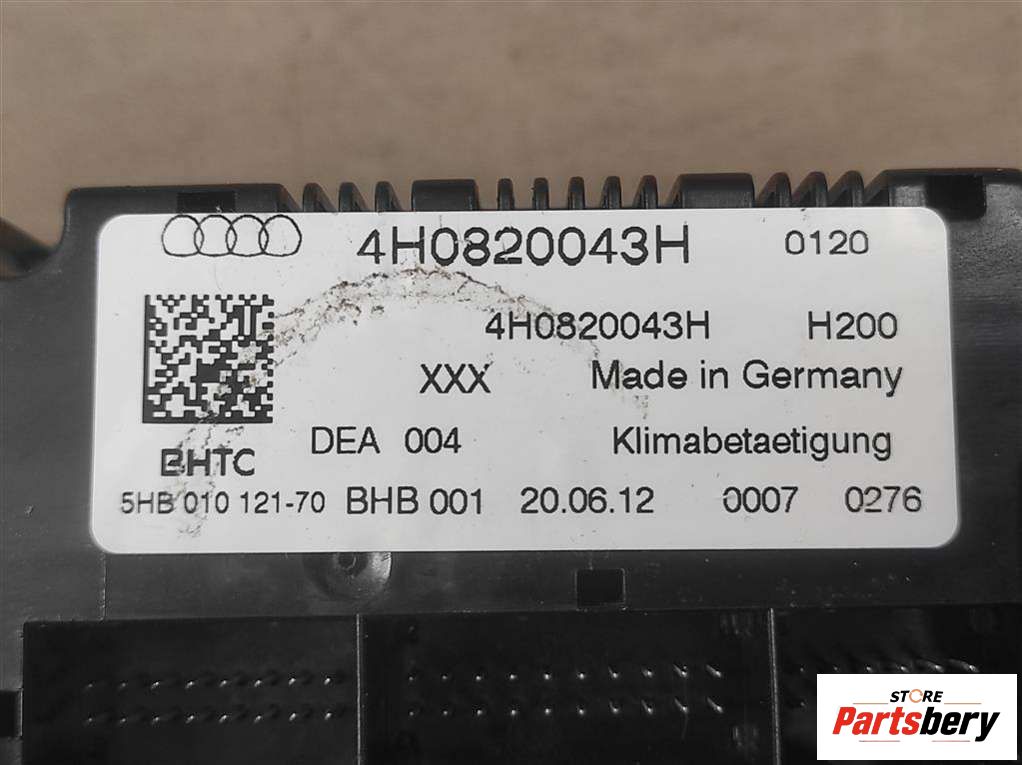 4H0820043H 0120
4H0820043H H200
XXX Made in Germany
DEA 004 Klimabetaetigung
BHTC
5HB 010 121-70 BHB 001 20.06.12 0007 0276
STORE
Partsbery